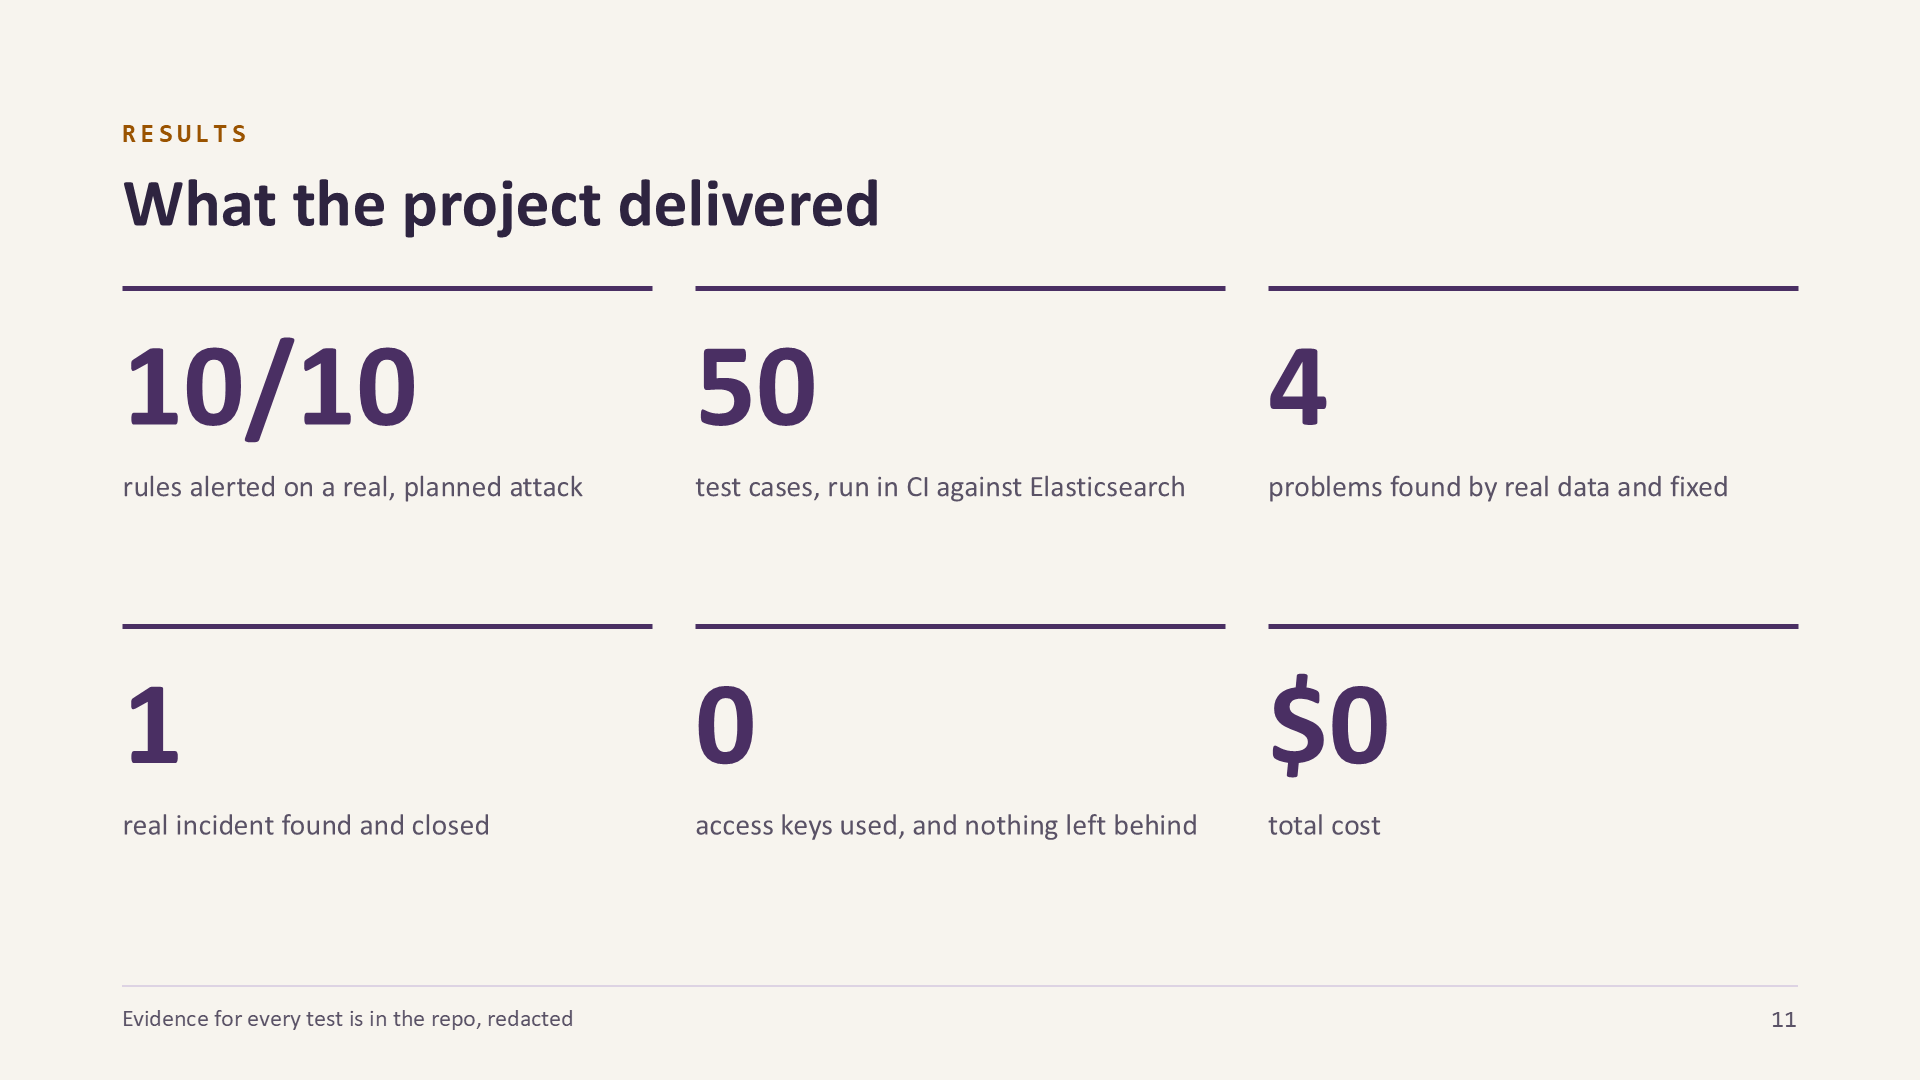 RESULTS
What the project delivered
10/10
rules alerted on a real, planned attack
50
test cases, run in CI against Elasticsearch
4
problems found by real data and fixed
1
real incident found and closed
0
access keys used, and nothing left behind
$0
total cost
Evidence for every test is in the repo, redacted
11